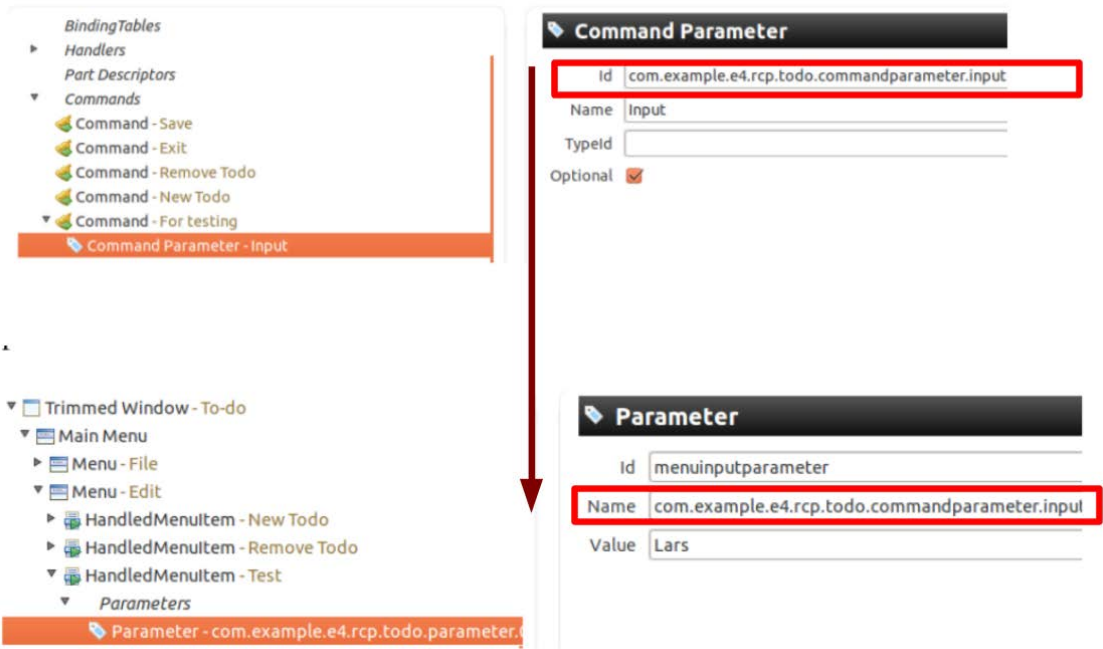 BindingTables
Handlers
Part Descriptors
Commands
Command - Save
Command - Exit
Command - Remove Todo
Command - New Todo
Command - For testing
Command Parameter - Input
Command Parameter
Id com.example.e4.rcp.todo.commandparameter.input
Name Input
TypeId
Optional
Trimmed Window - To-do
Main Menu
Menu - File
Menu - Edit
HandledMenuItem - New Todo
HandledMenuItem - Remove Todo
HandledMenuItem - Test
Parameters
Parameter - com.example.e4.rcp.todo.parameter.
Parameter
Id menuinputparameter
Name com.example.e4.rcp.todo.commandparameter.input
Value Lars